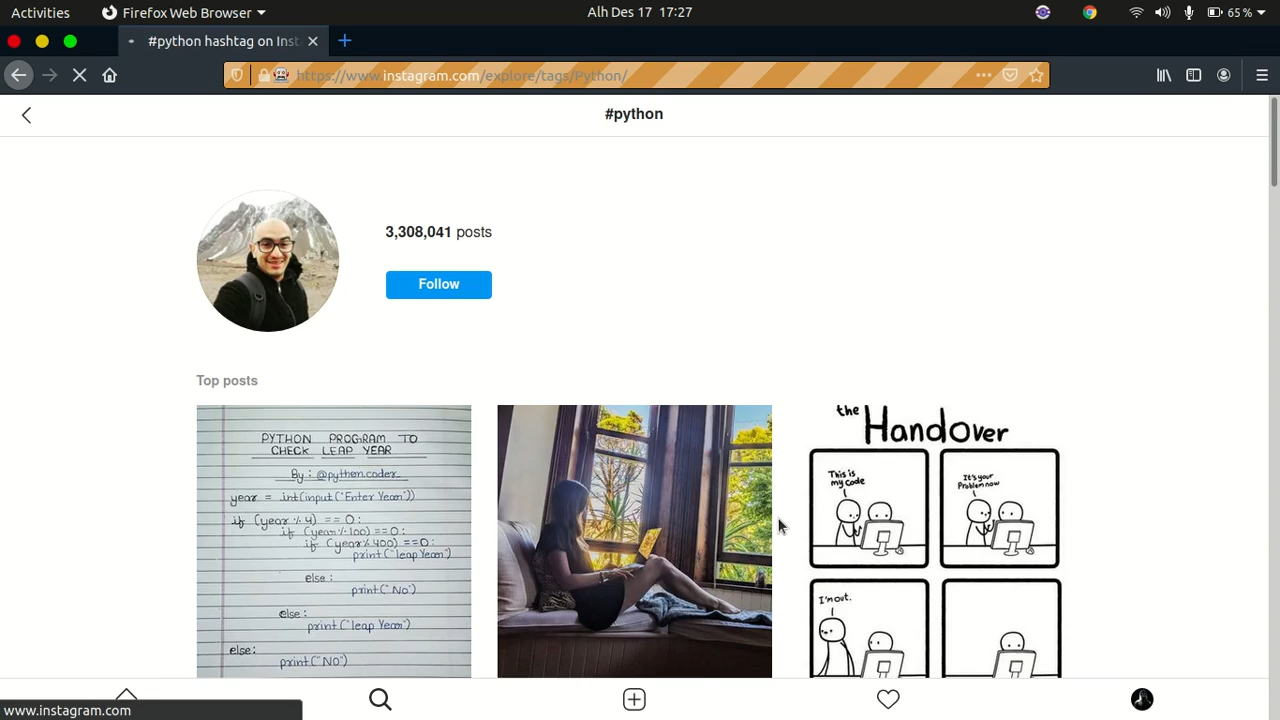 Activities
Firefox Web Browser
Alh Des 17 17:27
65 %
#python hashtag on Inst
https://www.instagram.com/explore/tags/Python/
#python
3,308,041 posts
Follow
Top posts
PYTHON PROGRAM TO
CHECK LEAP YEAR
By : @python.coder
year = int(input("Enter Year"))
if (year % 4) == 0:
if (year % 100) == 0:
if (year % 400) == 0:
print("leap Year")
else :
print("No")
else:
print("leap Year")
else:
print("NO")
the Handover
This is
my code
It's your
Problem now
I'm out.
www.instagram.com